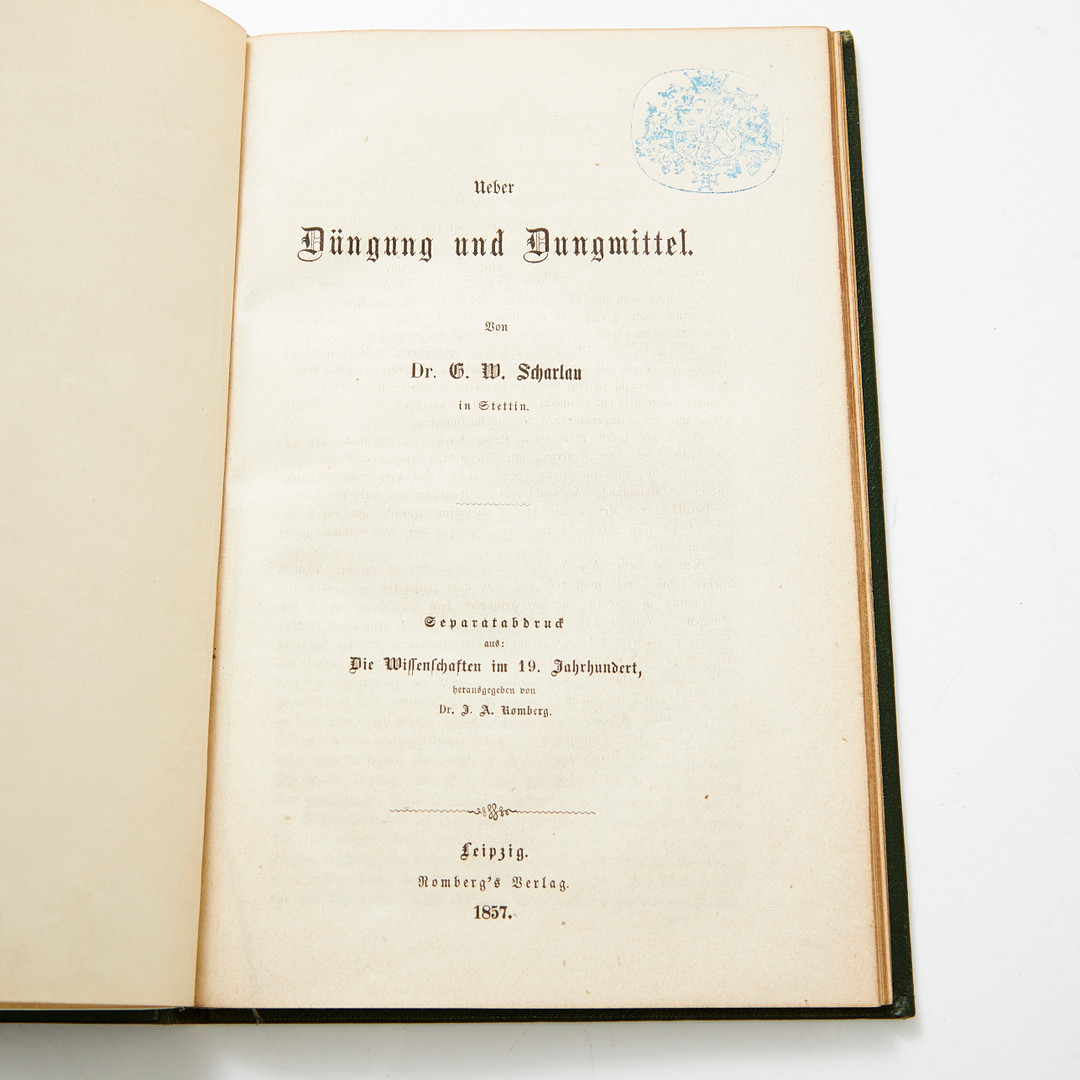 Ueber
Düngung und Dungmittel.
Von
Dr. G. W. Scharlau
in Stettin.
Separatabdruck
aus:
Die Wissenschaften im 19. Jahrhundert,
herausgegeben von
Dr. J. A. Romberg.
Leipzig.
Romberg's Verlag.
1857.